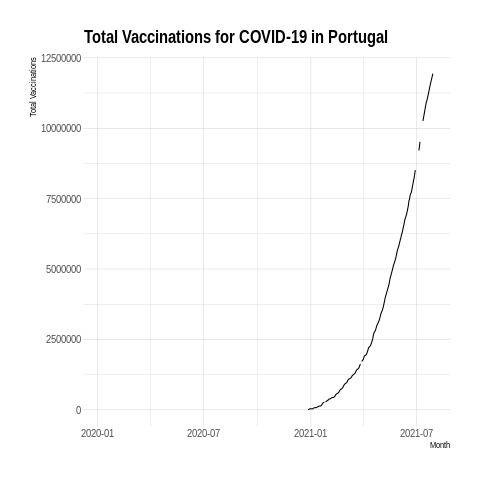 Total Vaccinations for COVID-19 in Portugal
Total Vaccinations
12500000
10000000
7500000
5000000
2500000
0
2020-01 2020-07 2021-01 2021-07
Month